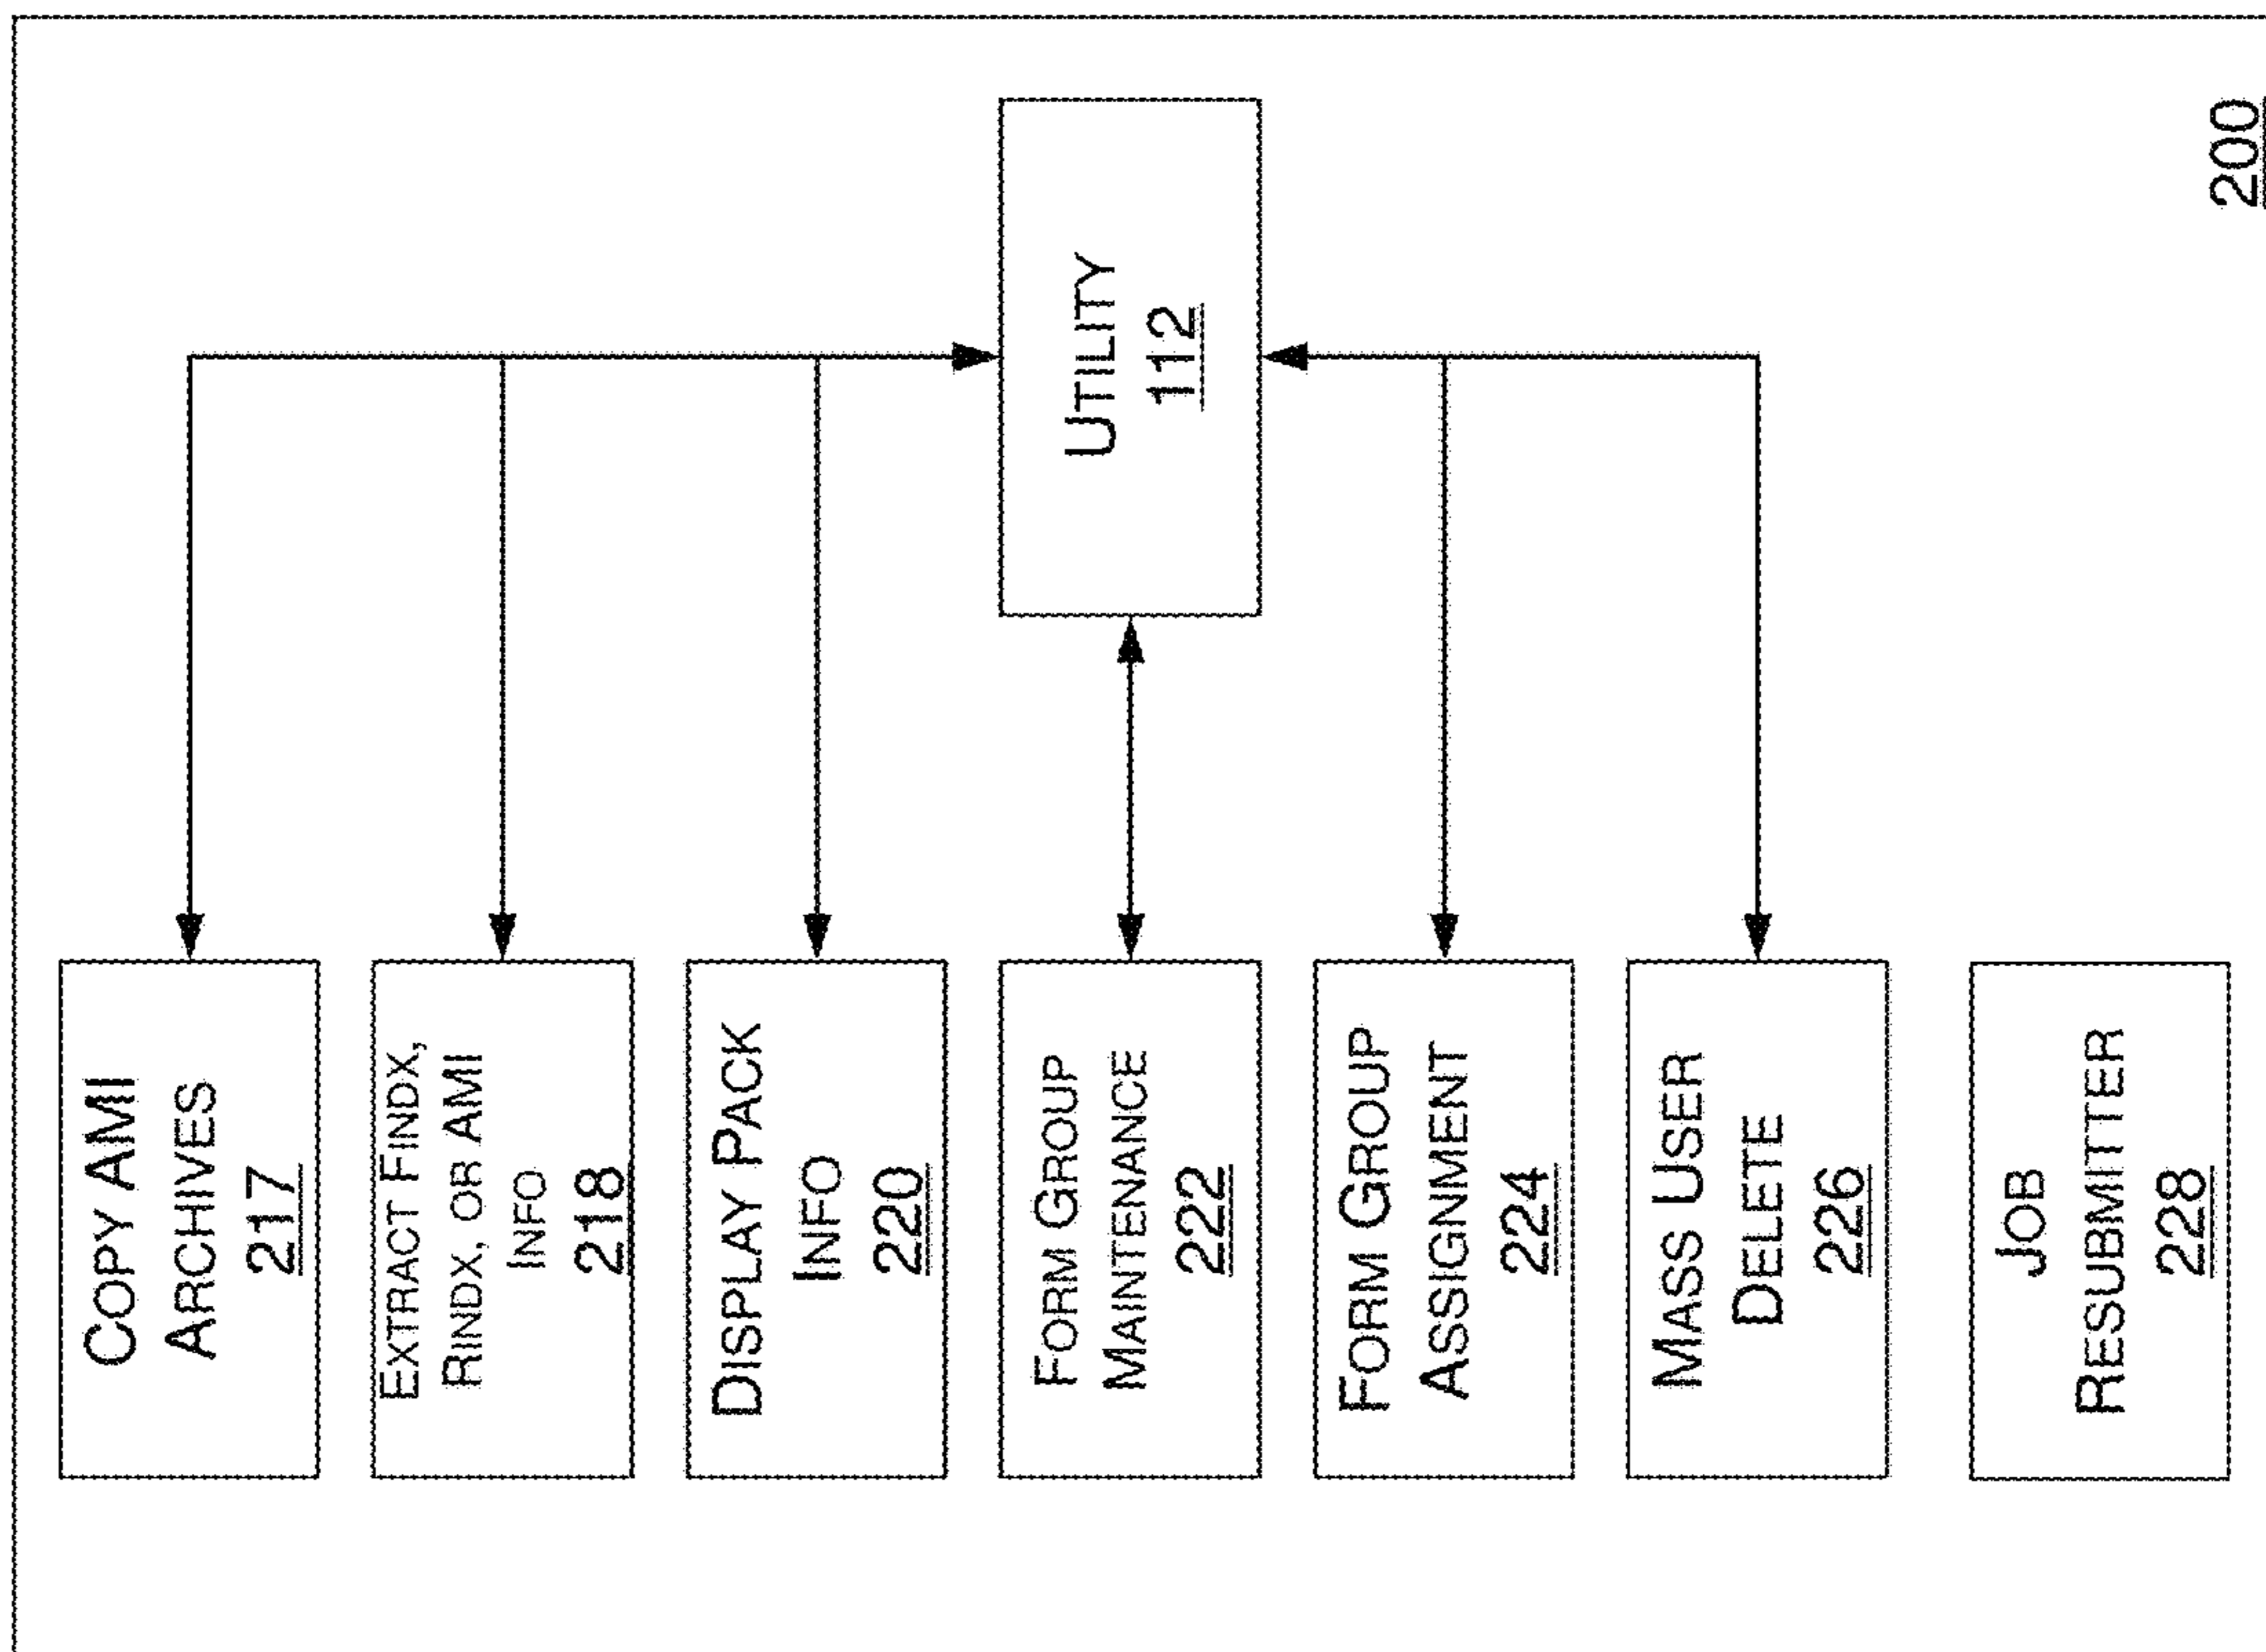 COPY AMI
ARCHIVES
217
EXTRACT FINDX,
RINDX, OR AMI
INFO
218
DISPLAY PACK
INFO
220
FORM GROUP
MAINTENANCE
222
FORM GROUP
ASSIGNMENT
224
MASS USER
DELETE
226
JOB
RESUBMITTER
228
UTILITY
112
200